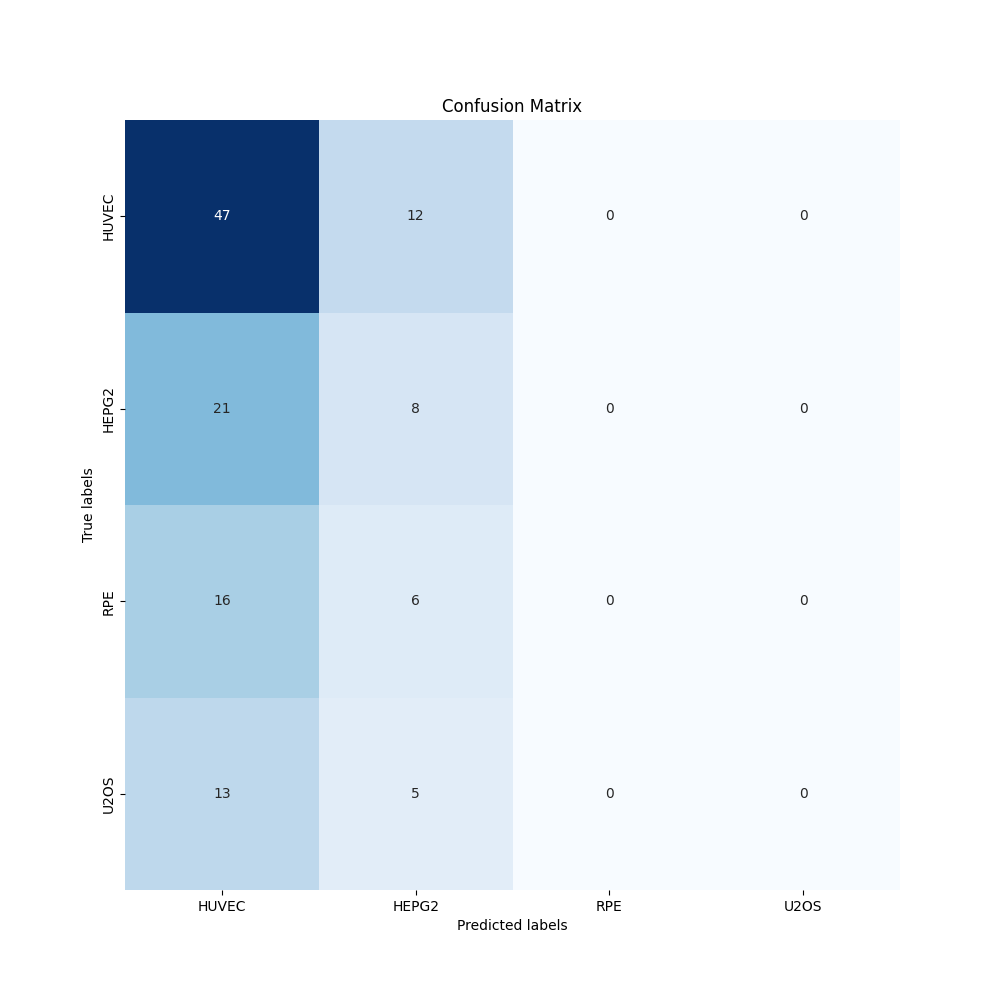 Confusion Matrix
True labels
HUVEC
47 12 0 0
HEPG2
21 8 0 0
RPE
16 6 0 0
U2OS
13 5 0 0
HUVEC HEPG2 RPE U2OS
Predicted labels